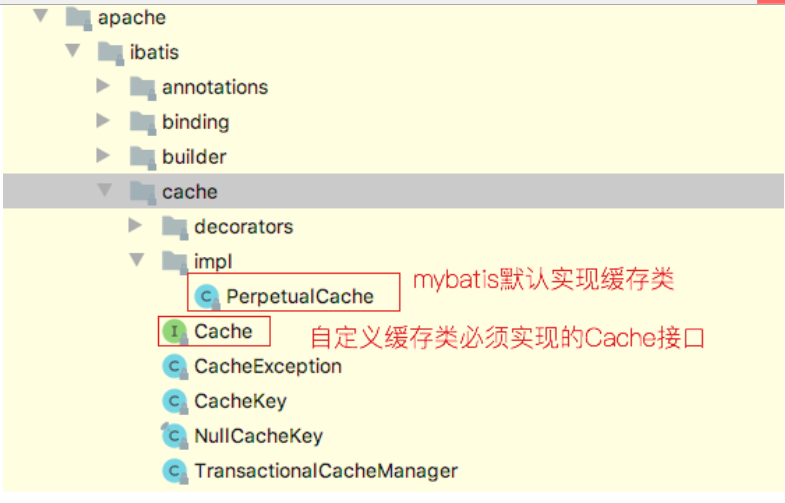 apache
ibatis
annotations
binding
builder
cache
decorators
impl
PerpetualCache
mybatis默认实现缓存类
Cache
自定义缓存类必须实现的Cache接口
CacheException
CacheKey
NullCacheKey
TransactionalCacheManager